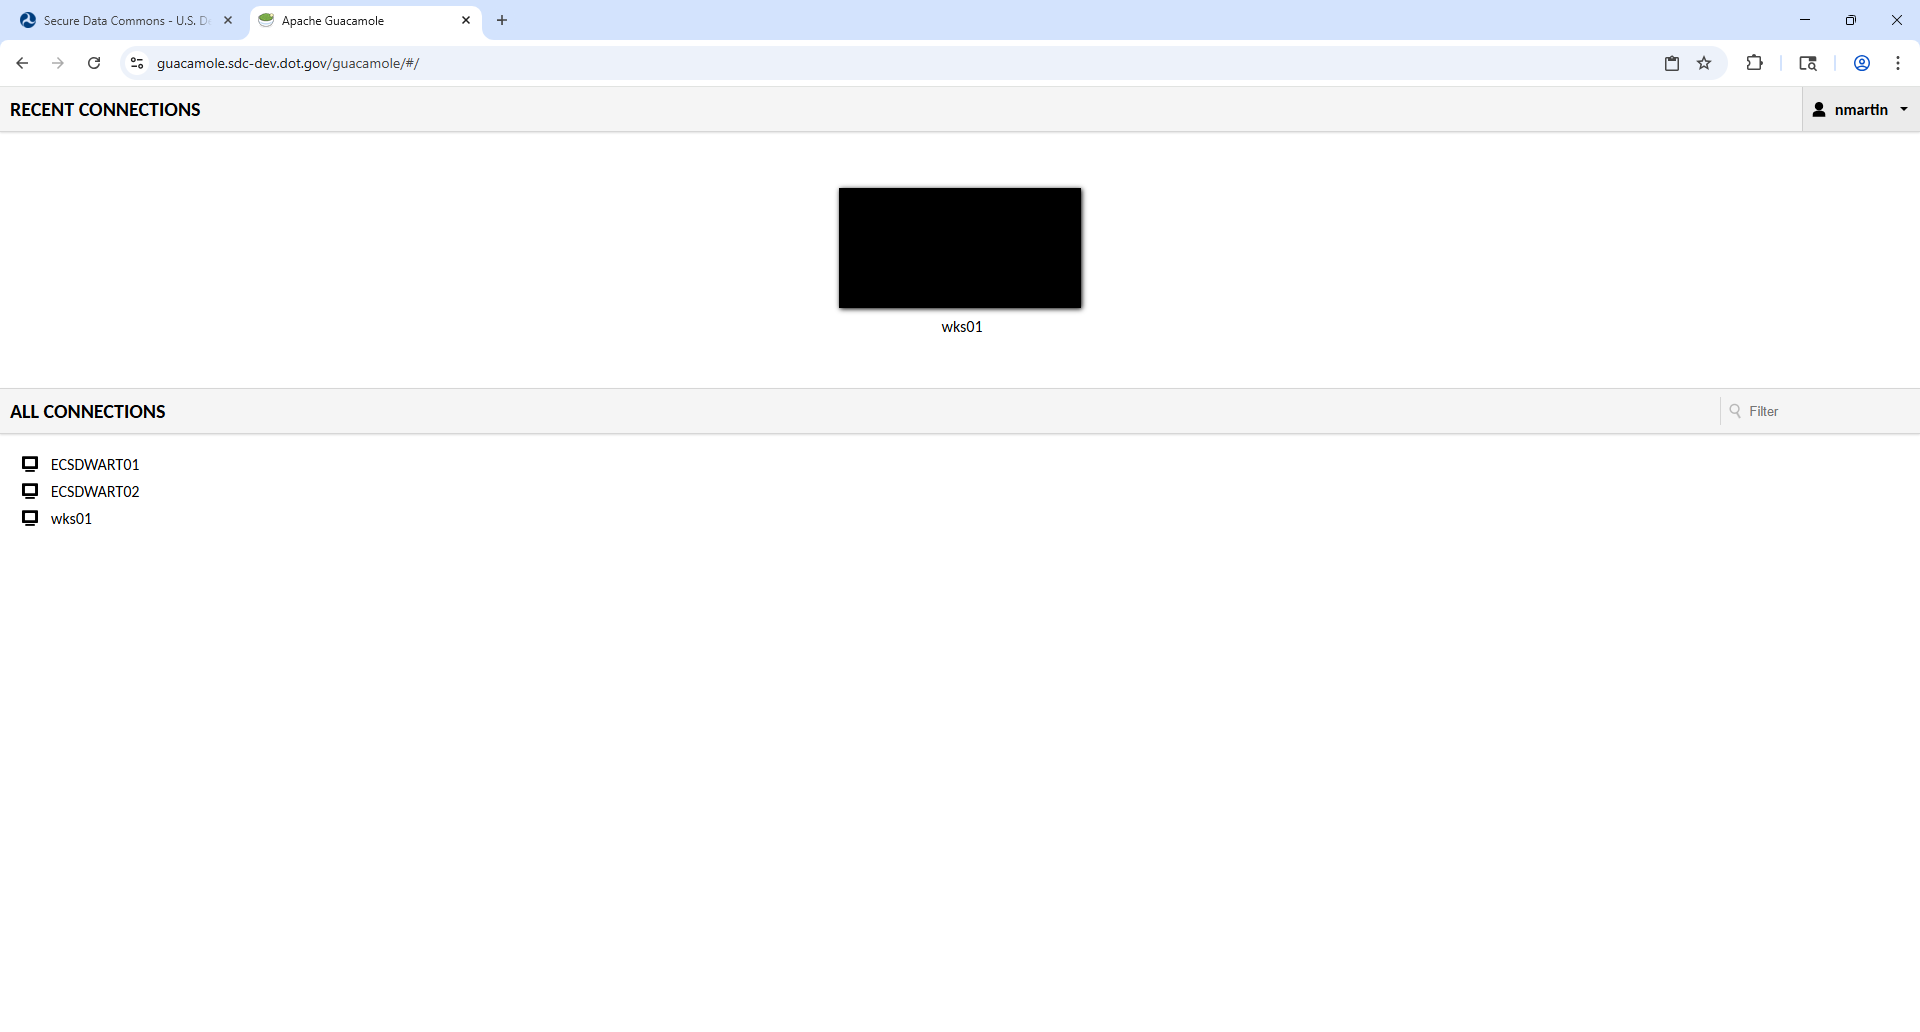 Secure Data Commons - U.S. D
Apache Guacamole
guacamole.sdc-dev.dot.gov/guacamole/#/
RECENT CONNECTIONS
nmartin
wks01
ALL CONNECTIONS
Filter
ECSDWART01
ECSDWART02
wks01